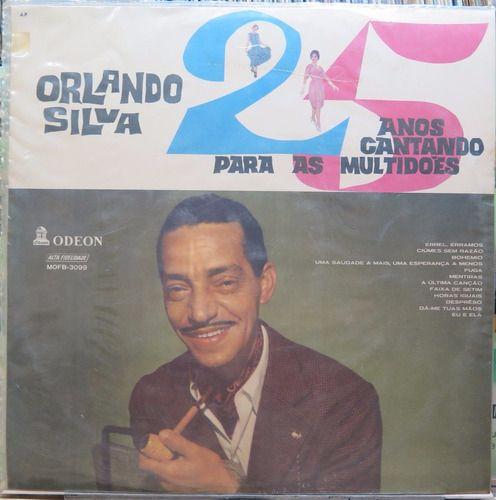 ORLANDO
SILVA
25
ANOS
CANTANDO
PARA AS MULTIDOES
ODEON
ALTA FIDELIDADE
MOFB-3099
ERREI, ERRAMOS
CIÚMES SEM RAZÃO
BOHEMIO
UMA SAUDADE A MAIS, UMA ESPERANÇA A MENOS
FUGA
MENTIRAS
A ÚLTIMA CANÇÃO
FAIXA DE SETIM
HORAS IGUAIS
DESPRÊSO
DÁ-ME TUAS MÃOS
EU E ELA